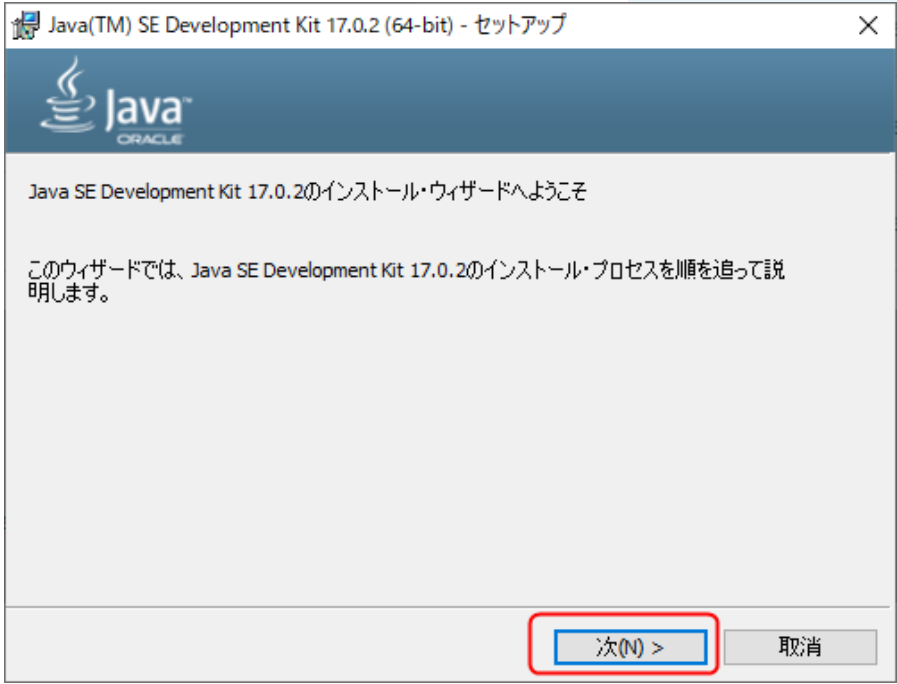 Java(TM) SE Development Kit 17.0.2 (64-bit) - セットアップ
Java™
ORACLE
Java SE Development Kit 17.0.2のインストール・ウィザードへようこそ
このウィザードでは、Java SE Development Kit 17.0.2のインストール・プロセスを順を追って説
明します。
次(N) >
取消